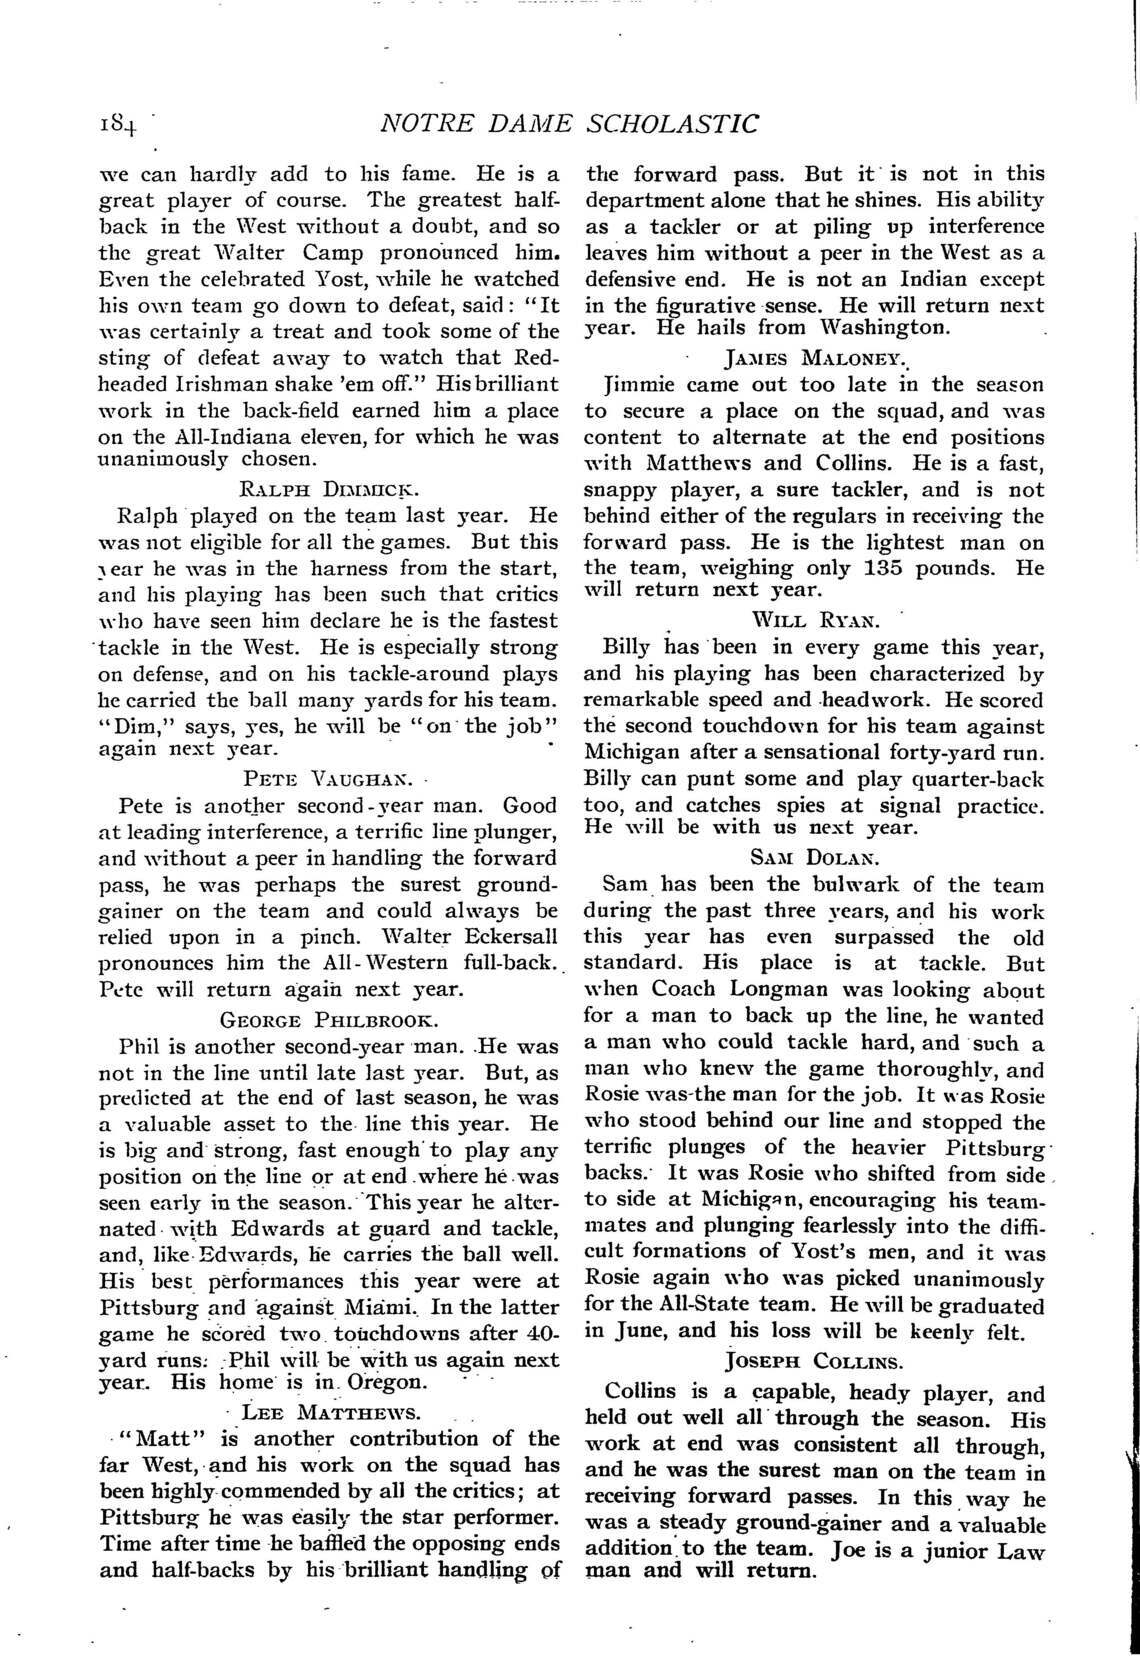 184
NOTRE DAME SCHOLASTIC
we can hardly add to his fame. He is a
great player of course. The greatest half-
back in the West without a doubt, and so
the great Walter Camp pronounced him.
Even the celebrated Yost, while he watched
his own team go down to defeat, said: "It
was certainly a treat and took some of the
sting of defeat away to watch that Red-
headed Irishman shake 'em off." His brilliant
work in the back-field earned him a place
on the All-Indiana eleven, for which he was
unanimously chosen.
RALPH DIMMICK.
Ralph played on the team last year. He
was not eligible for all the games. But this
year he was in the harness from the start,
and his playing has been such that critics
who have seen him declare he is the fastest
tackle in the West. He is especially strong
on defense, and on his tackle-around plays
he carried the ball many yards for his team.
"Dim," says, yes, he will be "on the job"
again next year.
PETE VAUGHAN.
Pete is another second-year man. Good
at leading interference, a terrific line plunger,
and without a peer in handling the forward
pass, he was perhaps the surest ground-
gainer on the team and could always be
relied upon in a pinch. Walter Eckersall
pronounces him the All-Western full-back.
Pete will return again next year.
GEORGE PHILBROOK.
Phil is another second-year man. He was
not in the line until late last year. But, as
predicted at the end of last season, he was
a valuable asset to the line this year. He
is big and strong, fast enough to play any
position on the line or at end where he was
seen early in the season. This year he alter-
nated with Edwards at guard and tackle,
and, like Edwards, he carries the ball well.
His best performances this year were at
Pittsburg and against Miami. In the latter
game he scored two touchdowns after 40-
yard runs. Phil will be with us again next
year. His home is in Oregon.
LEE MATTHEWS.
"Matt" is another contribution of the
far West, and his work on the squad has
been highly commended by all the critics; at
Pittsburg he was easily the star performer.
Time after time he baffled the opposing ends
and half-backs by his brilliant handling of
the forward pass. But it is not in this
department alone that he shines. His ability
as a tackler or at piling up interference
leaves him without a peer in the West as a
defensive end. He is not an Indian except
in the figurative sense. He will return next
year. He hails from Washington.
JAMES MALONEY.
Jimmie came out too late in the season
to secure a place on the squad, and was
content to alternate at the end positions
with Matthews and Collins. He is a fast,
snappy player, a sure tackler, and is not
behind either of the regulars in receiving the
forward pass. He is the lightest man on
the team, weighing only 135 pounds. He
will return next year.
WILL RYAN.
Billy has been in every game this year,
and his playing has been characterized by
remarkable speed and headwork. He scored
the second touchdown for his team against
Michigan after a sensational forty-yard run.
Billy can punt some and play quarter-back
too, and catches spies at signal practice.
He will be with us next year.
SAM DOLAN.
Sam has been the bulwark of the team
during the past three years, and his work
this year has even surpassed the old
standard. His place is at tackle. But
when Coach Longman was looking about
for a man to back up the line, he wanted
a man who could tackle hard, and such a
man who knew the game thoroughly, and
Rosie was the man for the job. It was Rosie
who stood behind our line and stopped the
terrific plunges of the heavier Pittsburg
backs. It was Rosie who shifted from side
to side at Michigan, encouraging his team-
mates and plunging fearlessly into the diffi-
cult formations of Yost's men, and it was
Rosie again who was picked unanimously
for the All-State team. He will be graduated
in June, and his loss will be keenly felt.
JOSEPH COLLINS.
Collins is a capable, heady player, and
held out well all through the season. His
work at end was consistent all through,
and he was the surest man on the team in
receiving forward passes. In this way he
was a steady ground-gainer and a valuable
addition to the team. Joe is a junior Law
man and will return.